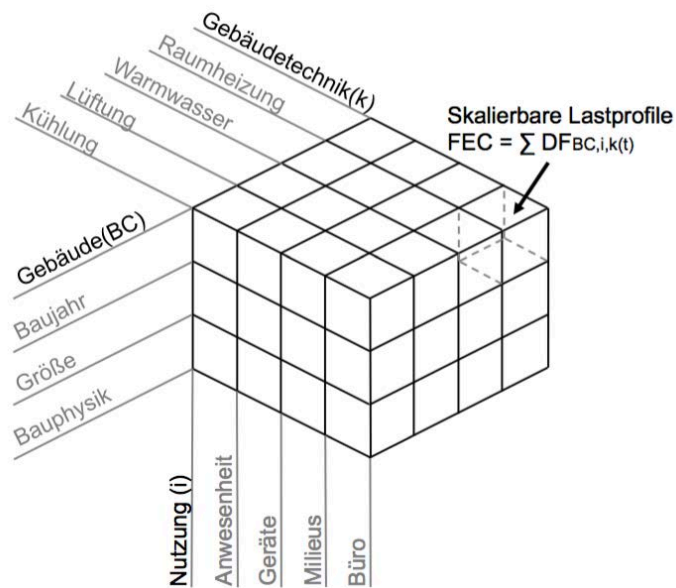 Gebäudetechnik(k)
Raumheizung
Warmwasser
Lüftung
Kühlung
Skalierbare Lastprofile
FEC = ∑ DFBC,i,k(t)
Gebäude(BC)
Baujahr
Größe
Bauphysik
Nutzung (i)
Anwesenheit
Geräte
Milieus
Büro